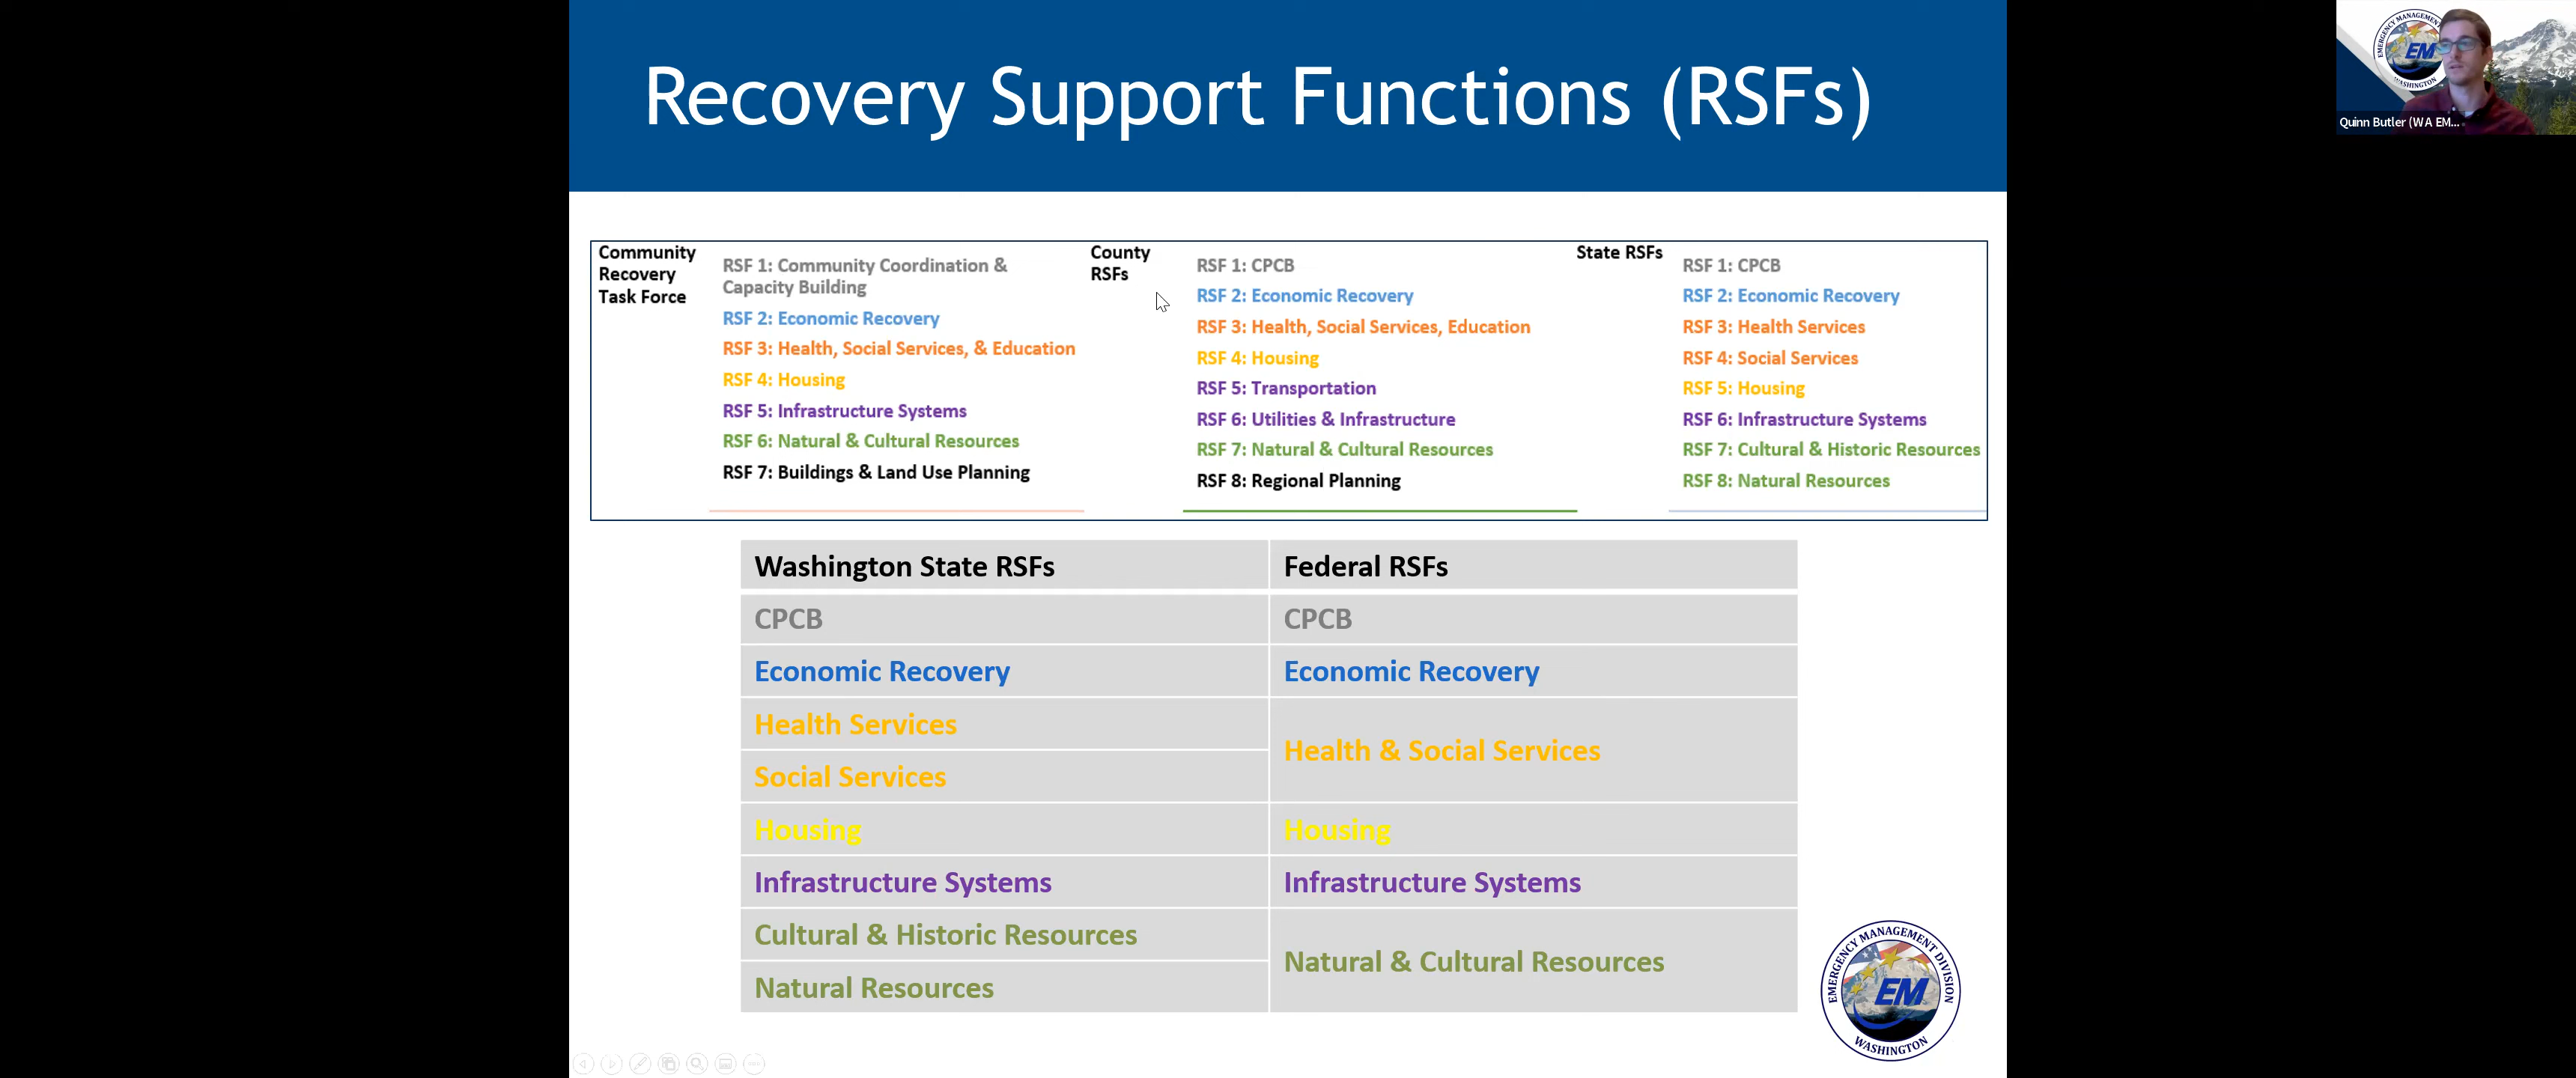 Recovery Support Functions (RSFs)
EMERGENCY MANAGEMENT
EM
WASHINGTON
Quinn Butler (WA EM...
Community
Recovery
Task Force
RSF 1: Community Coordination &
Capacity Building
RSF 2: Economic Recovery
RSF 3: Health, Social Services, & Education
RSF 4: Housing
RSF 5: Infrastructure Systems
RSF 6: Natural & Cultural Resources
RSF 7: Buildings & Land Use Planning
County
RSFs
RSF 1: CPCB
RSF 2: Economic Recovery
RSF 3: Health, Social Services, Education
RSF 4: Housing
RSF 5: Transportation
RSF 6: Utilities & Infrastructure
RSF 7: Natural & Cultural Resources
RSF 8: Regional Planning
State RSFs
RSF 1: CPCB
RSF 2: Economic Recovery
RSF 3: Health Services
RSF 4: Social Services
RSF 5: Housing
RSF 6: Infrastructure Systems
RSF 7: Cultural & Historic Resources
RSF 8: Natural Resources
Washington State RSFs
Federal RSFs
CPCB
CPCB
Economic Recovery
Economic Recovery
Health Services
Health & Social Services
Social Services
Housing
Housing
Infrastructure Systems
Infrastructure Systems
Cultural & Historic Resources
Natural & Cultural Resources
Natural Resources
EMERGENCY MANAGEMENT DIVISION
EM
WASHINGTON